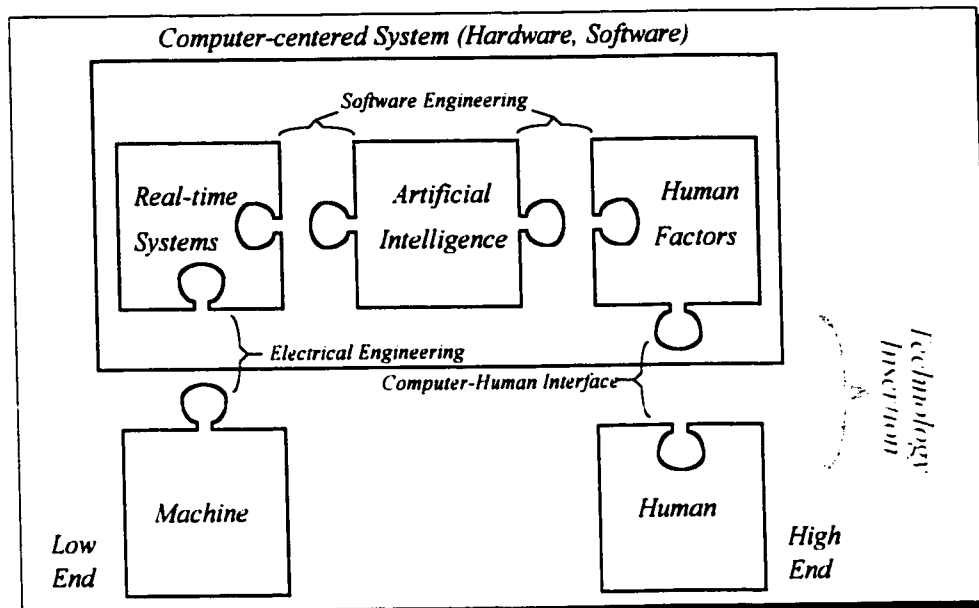 Computer-centered System (Hardware, Software)
Software Engineering
Real-time
Systems
Artificial
Intelligence
Human
Factors
Electrical Engineering
Computer-Human Interface
Technology
Insertion
Machine
Human
Low
End
High
End